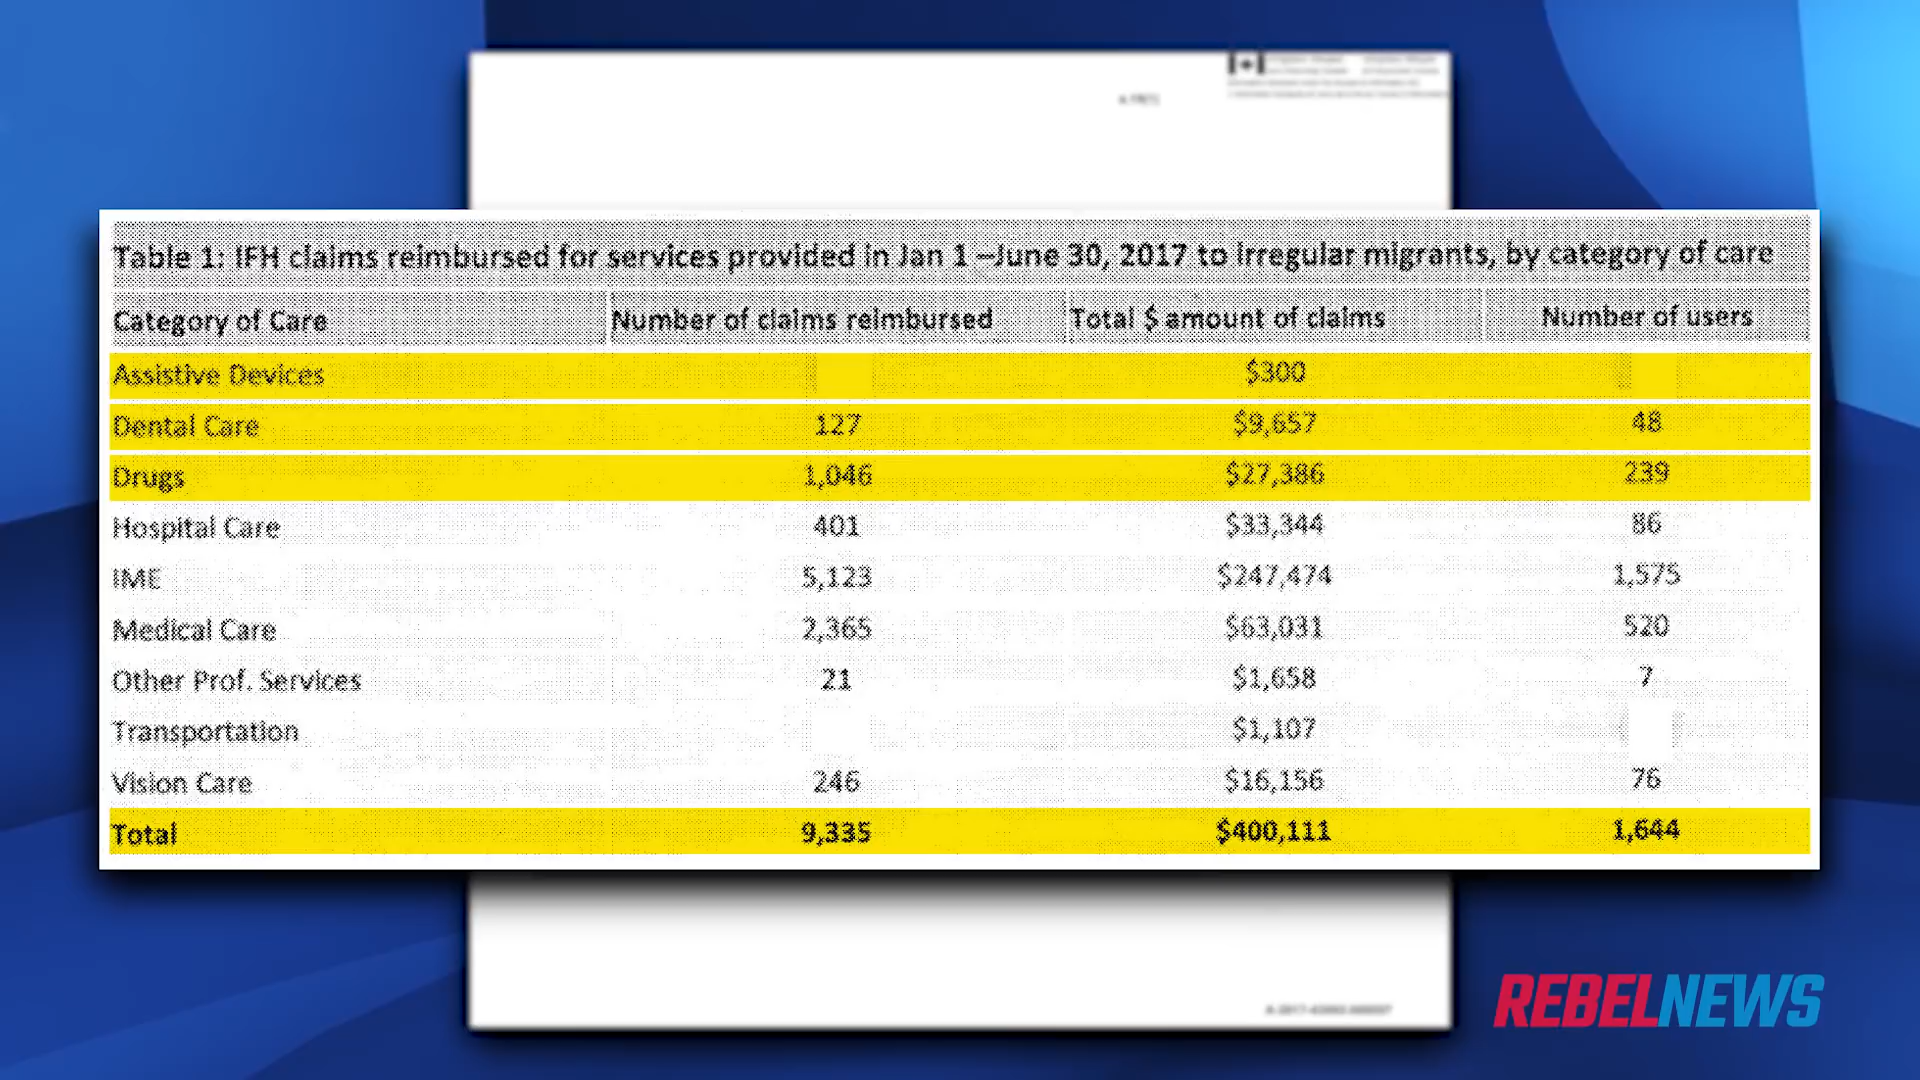 Table 1: IFH claims reimbursed for services provided in Jan 1 –June 30, 2017 to irregular migrants, by category of care
Category of Care Number of claims reimbursed Total $ amount of claims Number of users
Assistive Devices $300
Dental Care 127 $9,657 48
Drugs 1,046 $27,386 239
Hospital Care 401 $33,344 86
IME 5,123 $247,474 1,575
Medical Care 2,365 $63,031 520
Other Prof. Services 21 $1,658 7
Transportation $1,107
Vision Care 246 $16,156 76
Total 9,335 $400,111 1,644
REBELNEWS